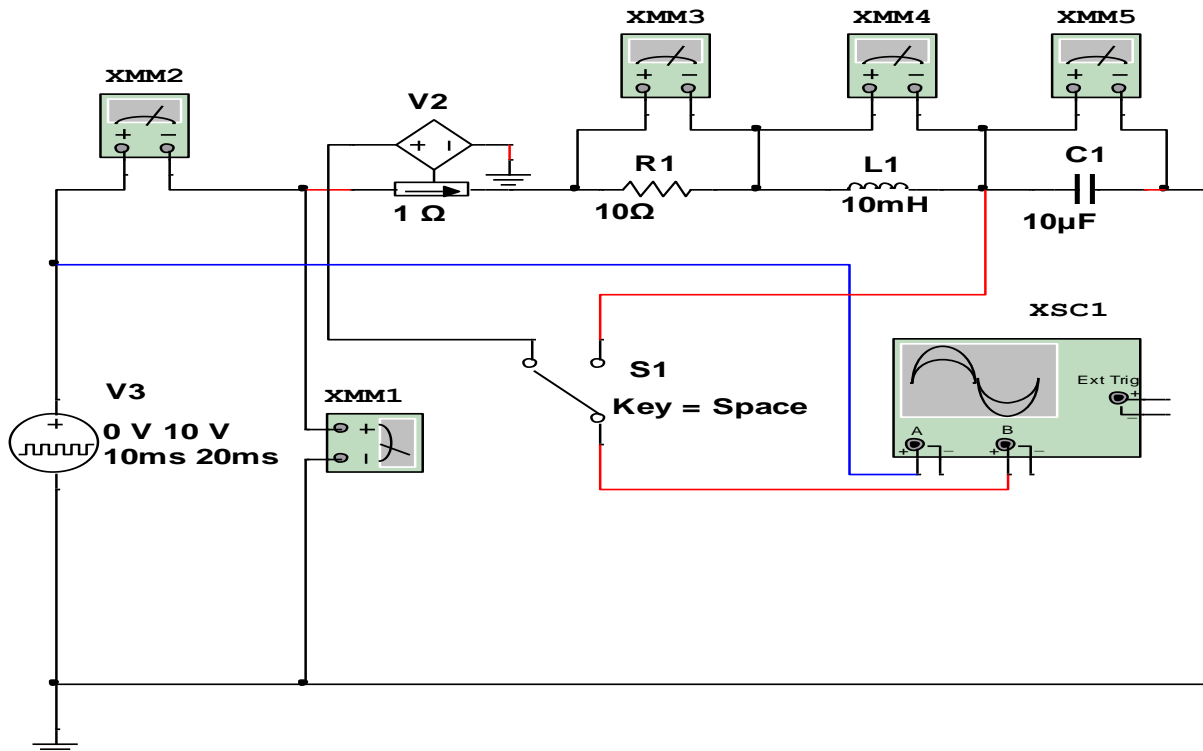 XMM3
XMM4
XMM5
XMM2
+ −
+ −
+ −
+ −
V2
+ −
R1
L1
C1
1 Ω
10Ω
10mH
10µF
XSC1
V3
S1
Ext Trig
+
−
XMM1
Key = Space
+
0 V 10 V
10ms 20ms
+
−
A
B
+ −
+ −